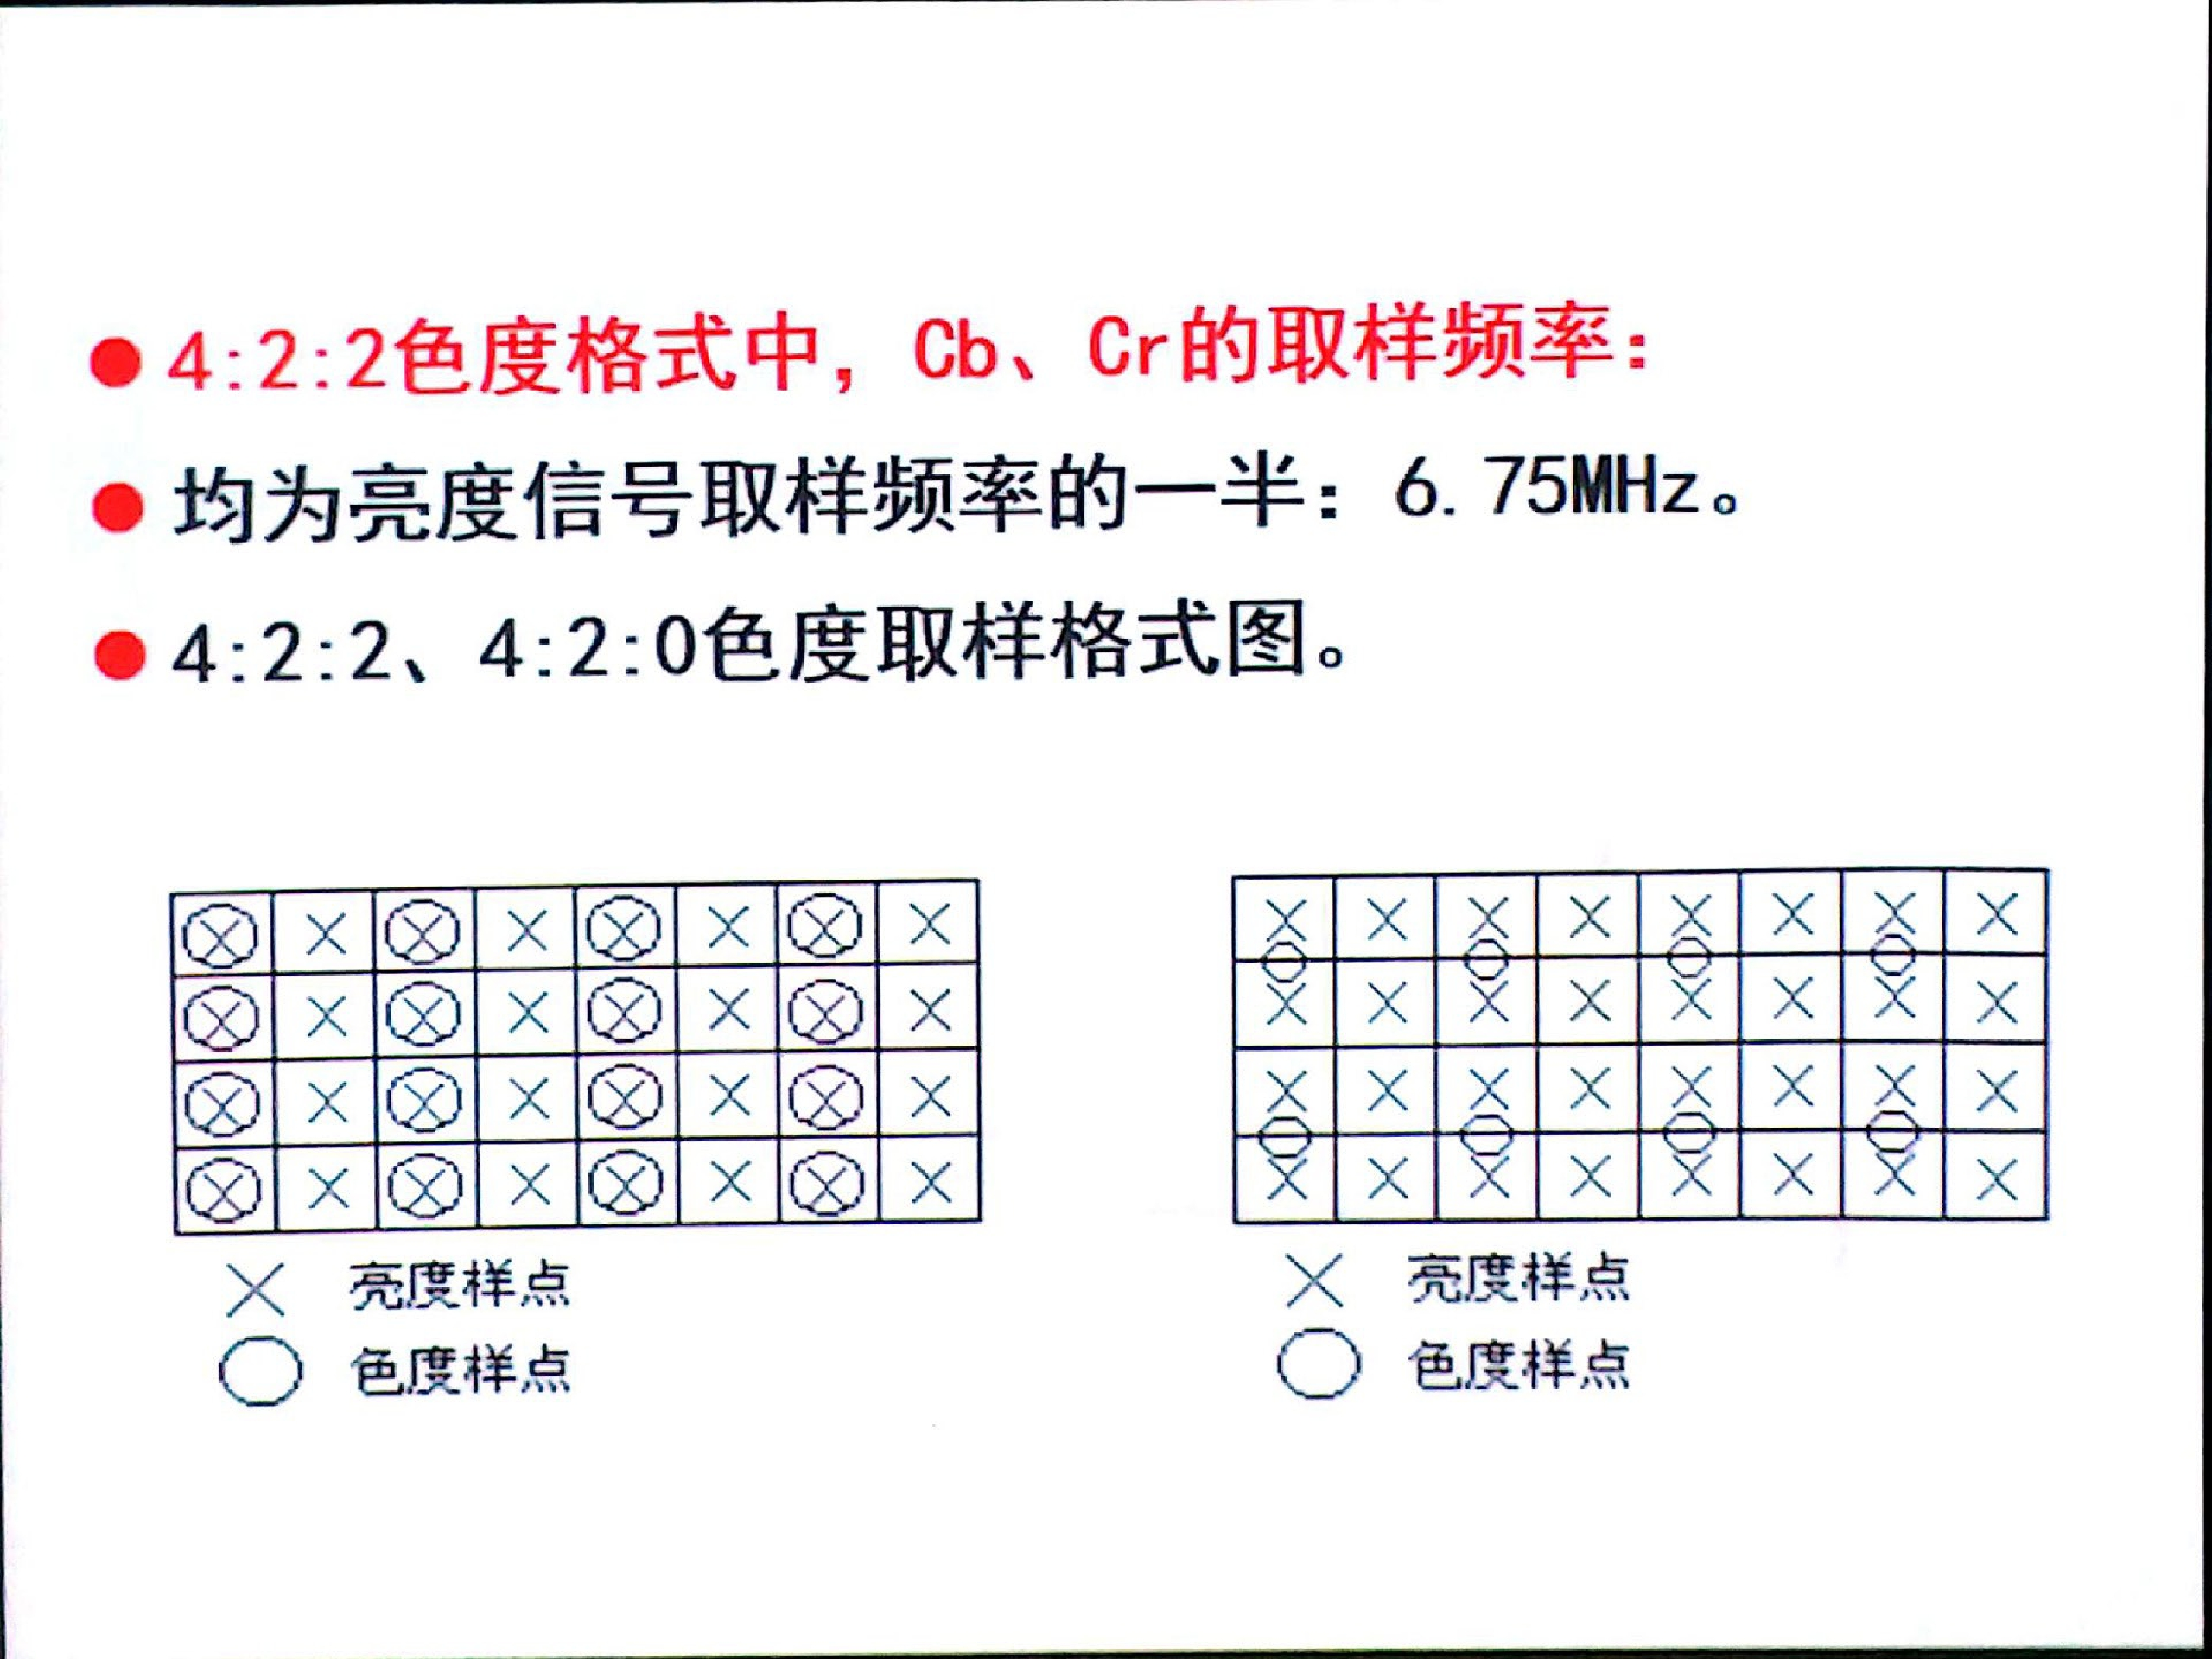 4:2:2色度格式中，Cb、Cr的取样频率：
均为亮度信号取样频率的一半：6.75MHz。
4:2:2、4:2:0色度取样格式图。
亮度样点
色度样点
亮度样点
色度样点